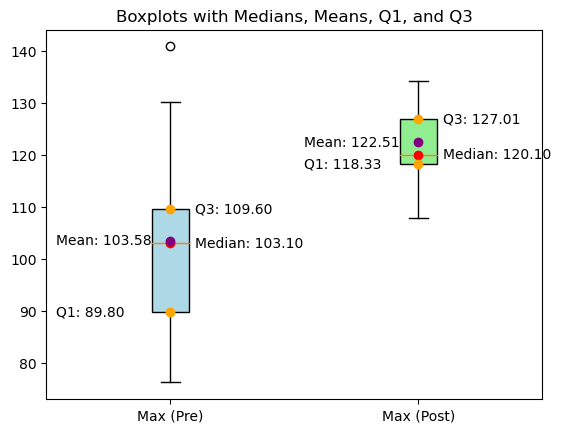 Boxplots with Medians, Means, Q1, and Q3
140
130
120
110
100
90
80
Q3: 109.60
Mean: 103.58
Median: 103.10
Q1: 89.80
Q3: 127.01
Mean: 122.51
Median: 120.10
Q1: 118.33
Max (Pre)
Max (Post)